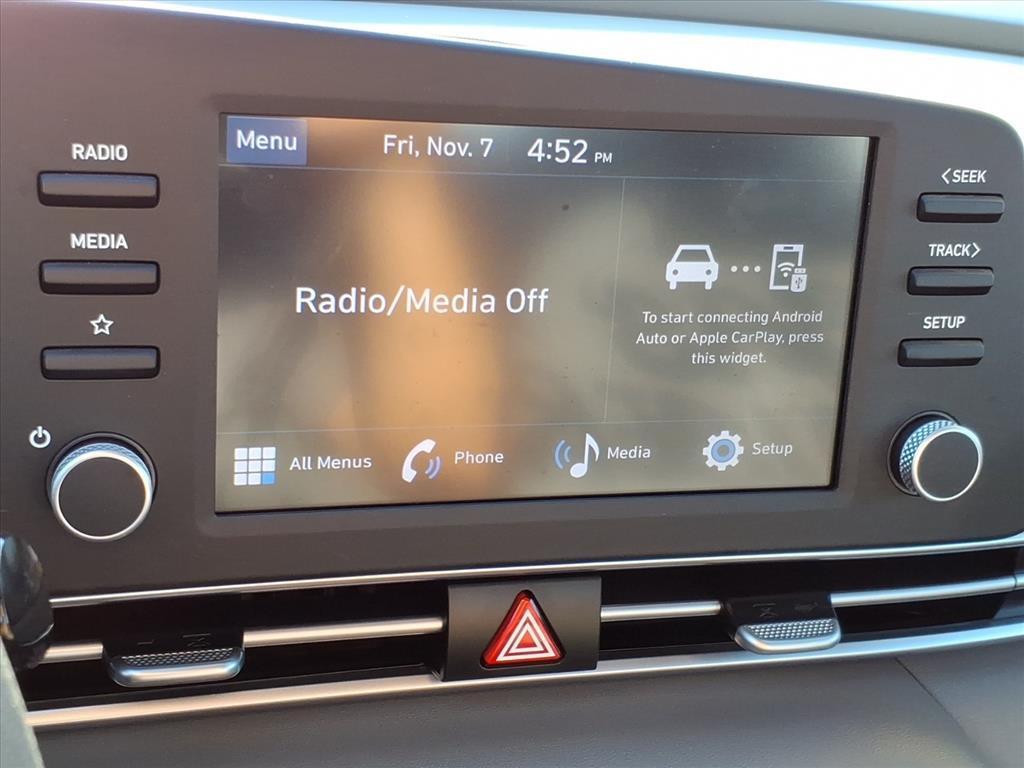 Menu
Fri, Nov. 7
4:52 PM
RADIO
MEDIA
<SEEK
TRACK>
SETUP
Radio/Media Off
To start connecting Android
Auto or Apple CarPlay, press
this widget.
All Menus
Phone
Media
Setup